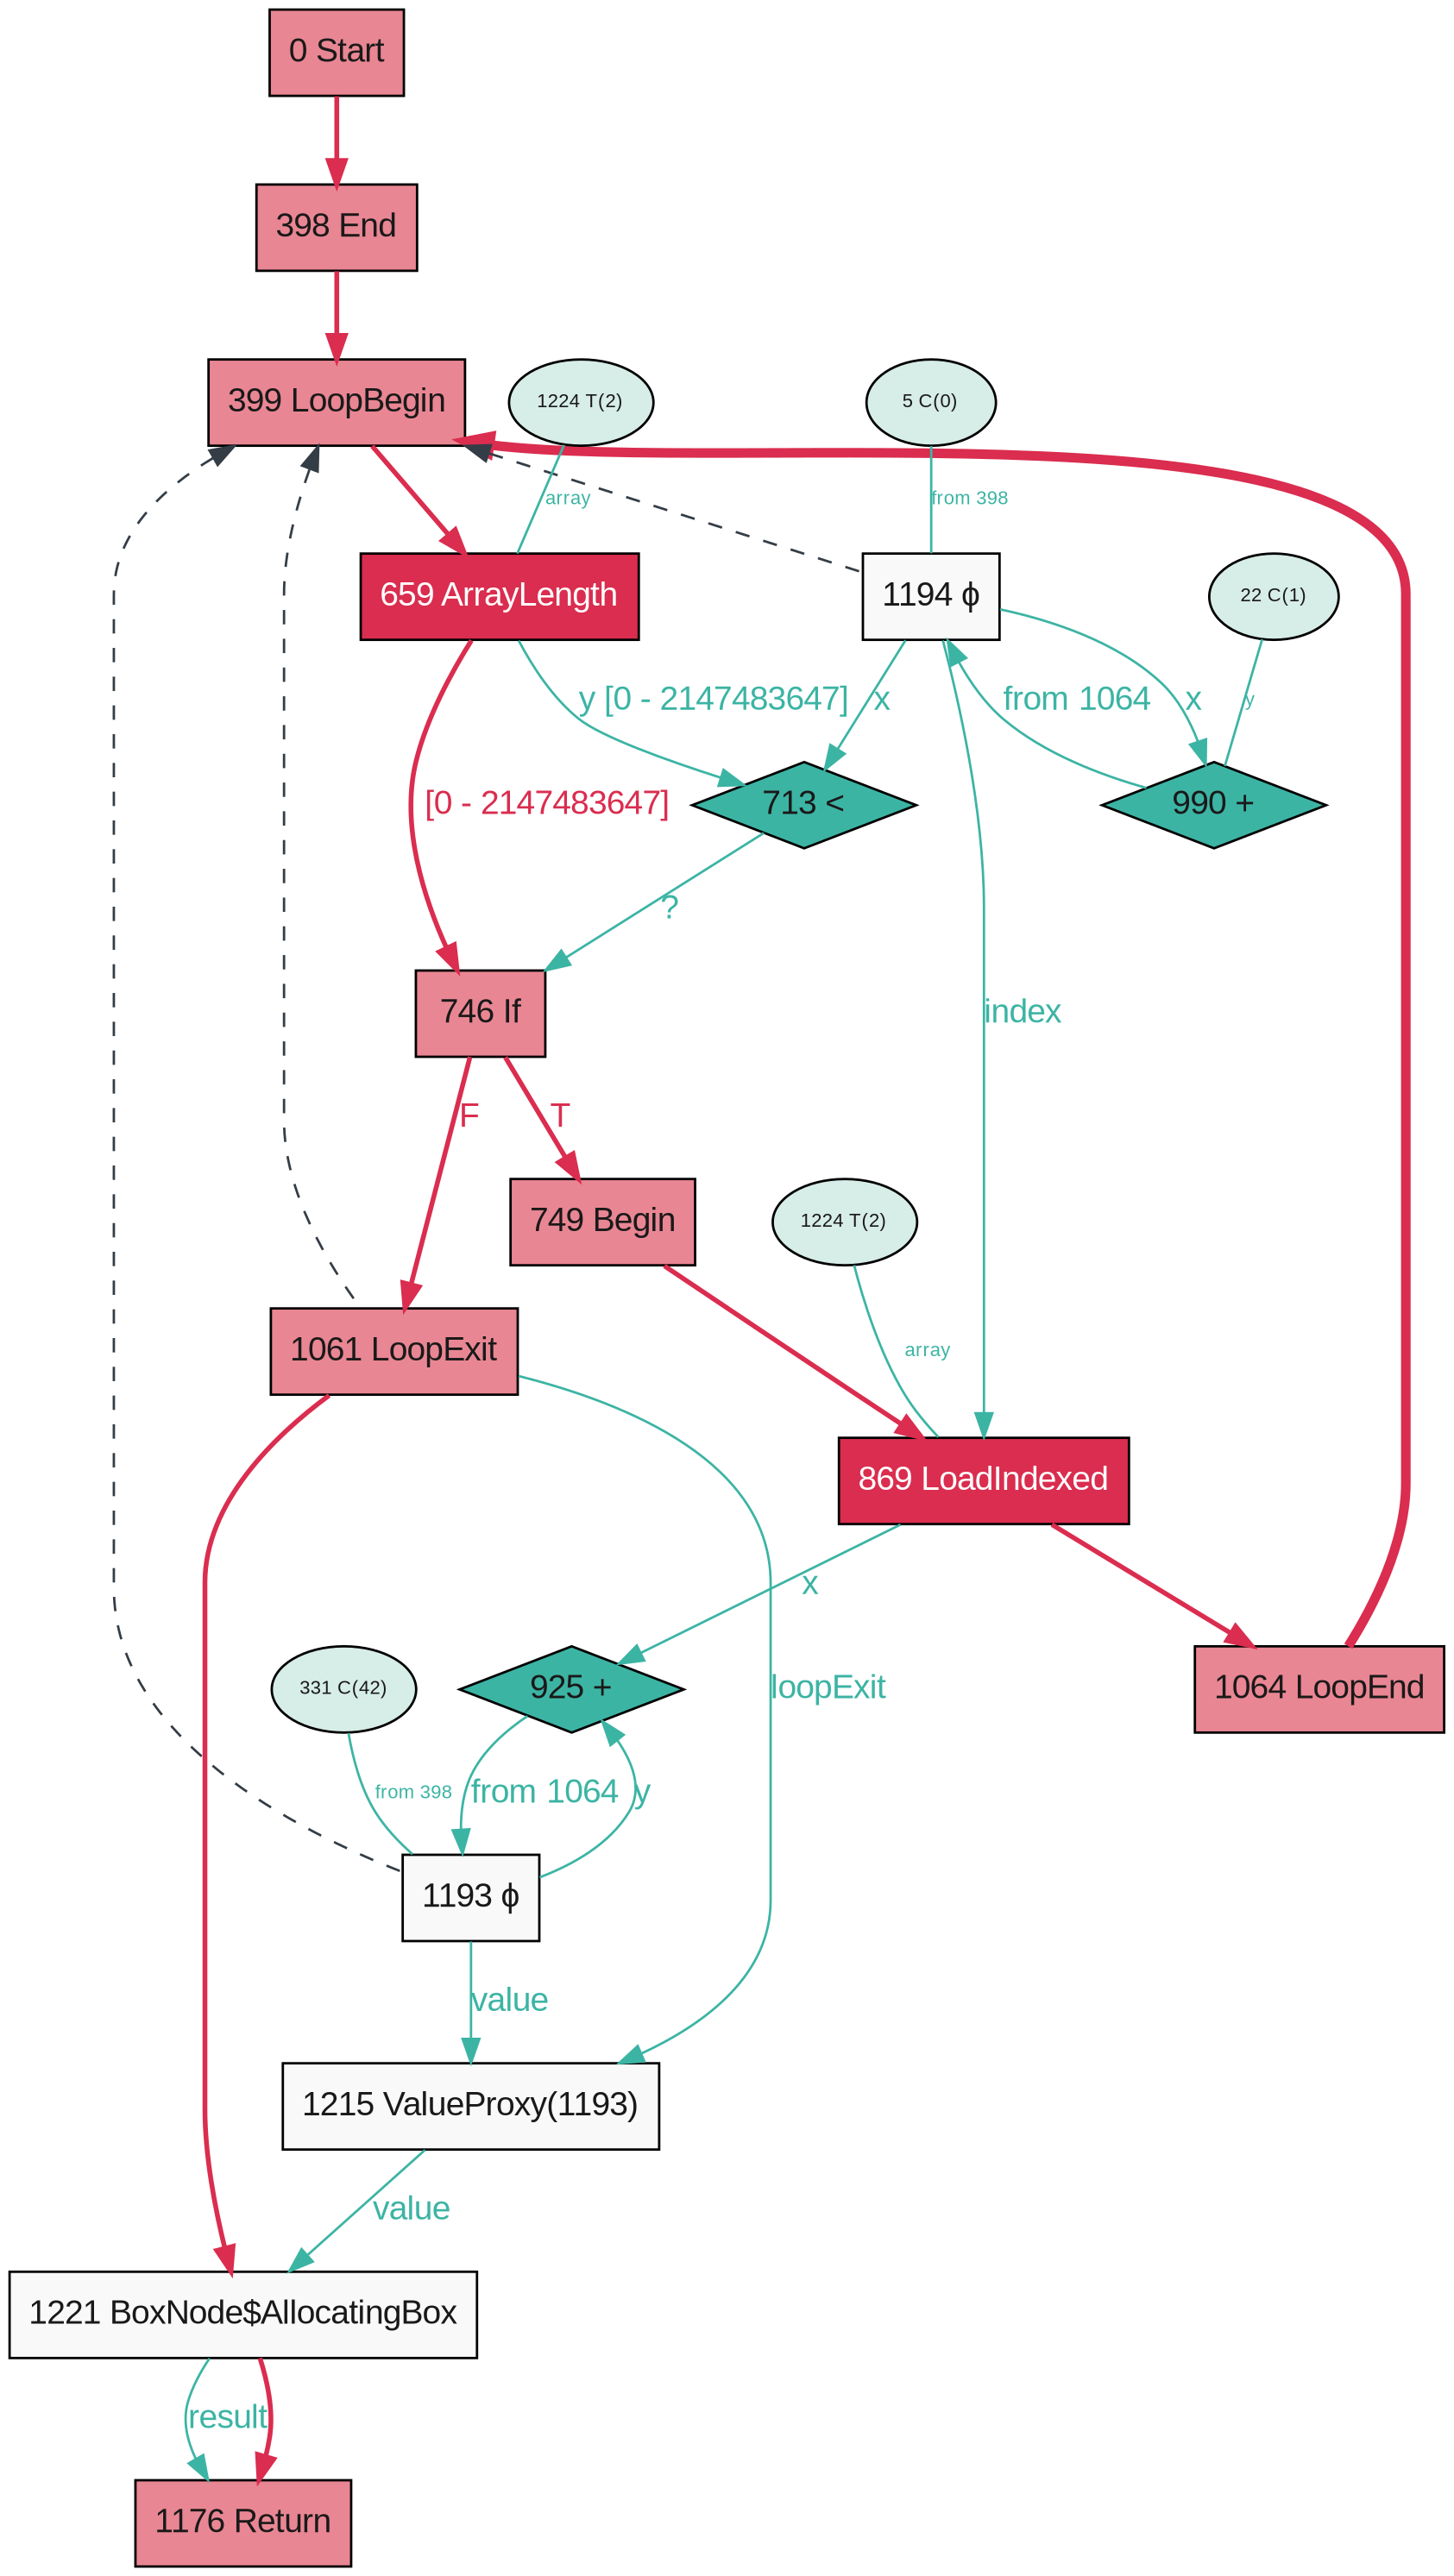 0 Start
398 End
399 LoopBegin
1224 T(2)
5 C(0)
array
from 398
659 ArrayLength
1194 ϕ
22 C(1)
y [0 - 2147483647]
x
from 1064
x
y
[0 - 2147483647]
713 <
990 +
?
746 If
index
F
T
749 Begin
1224 T(2)
1061 LoopExit
array
869 LoadIndexed
x
331 C(42)
925 +
loopExit
1064 LoopEnd
from 398
from 1064
y
1193 ϕ
value
1215 ValueProxy(1193)
value
1221 BoxNode$AllocatingBox
result
1176 Return